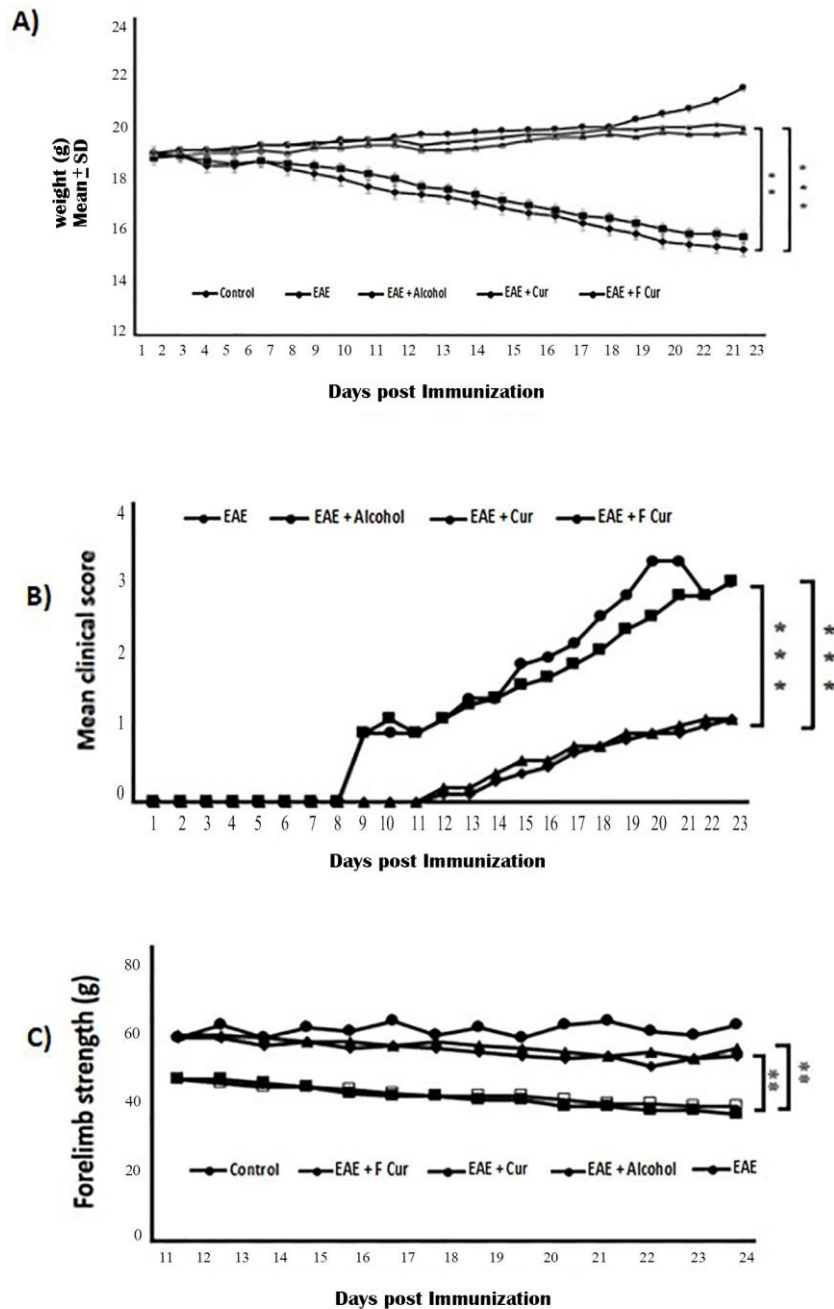 A)
24
22
20
18
16
14
12
weight (g)
Mean±SD
* *
* * *
Control EAE EAE + Alcohol EAE + Cur EAE + F Cur
1 2 3 4 5 6 7 8 9 10 11 12 13 14 15 16 17 18 19 20 22 21 23
Days post Immunization
B)
4
3
2
1
0
Mean clinical score
EAE EAE + Alcohol EAE + Cur EAE + F Cur
* * *
* * *
1 2 3 4 5 6 7 8 9 10 11 12 13 14 15 16 17 18 19 20 21 22 23
Days post Immunization
C)
80
60
40
20
0
Forelimb strength (g)
**
**
Control EAE + F Cur EAE + Cur EAE + Alcohol EAE
11 12 13 14 15 16 17 18 19 20 21 22 24
Days post Immunization